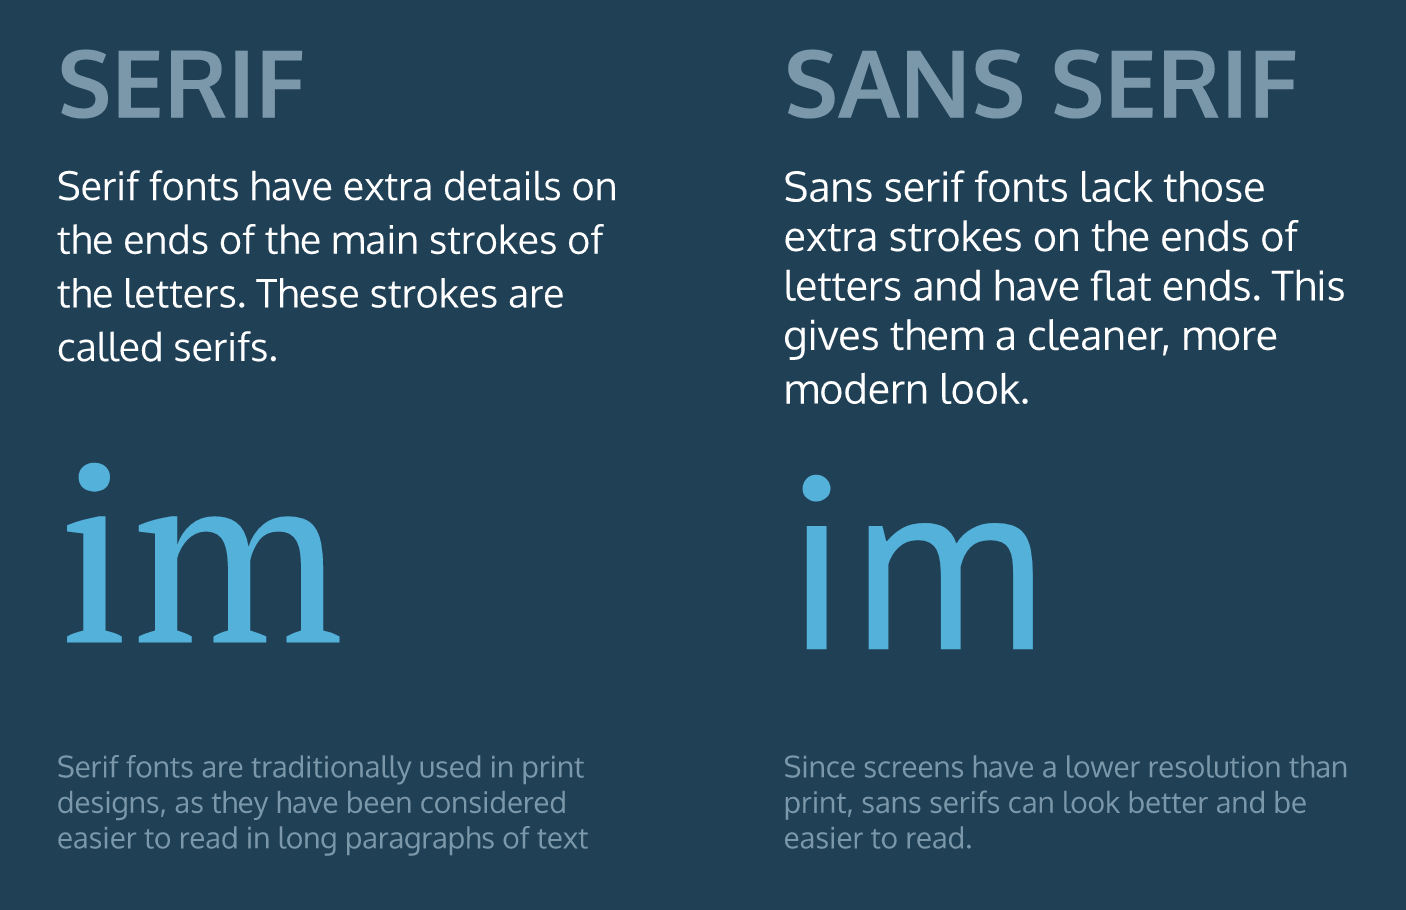 SERIF
Serif fonts have extra details on
the ends of the main strokes of
the letters. These strokes are
called serifs.
im
Serif fonts are traditionally used in print
designs, as they have been considered
easier to read in long paragraphs of text
SANS SERIF
Sans serif fonts lack those
extra strokes on the ends of
letters and have flat ends. This
gives them a cleaner, more
modern look.
im
Since screens have a lower resolution than
print, sans serifs can look better and be
easier to read.